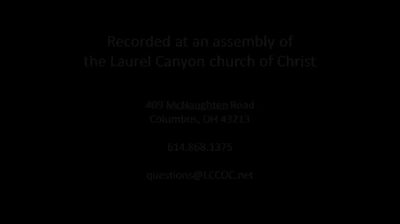 Recorded at an assembly of
the Laurel Canyon church of Christ
409 McNaughten Road
Columbus, OH 43213
614.868.1375
questions@LCCOC.net